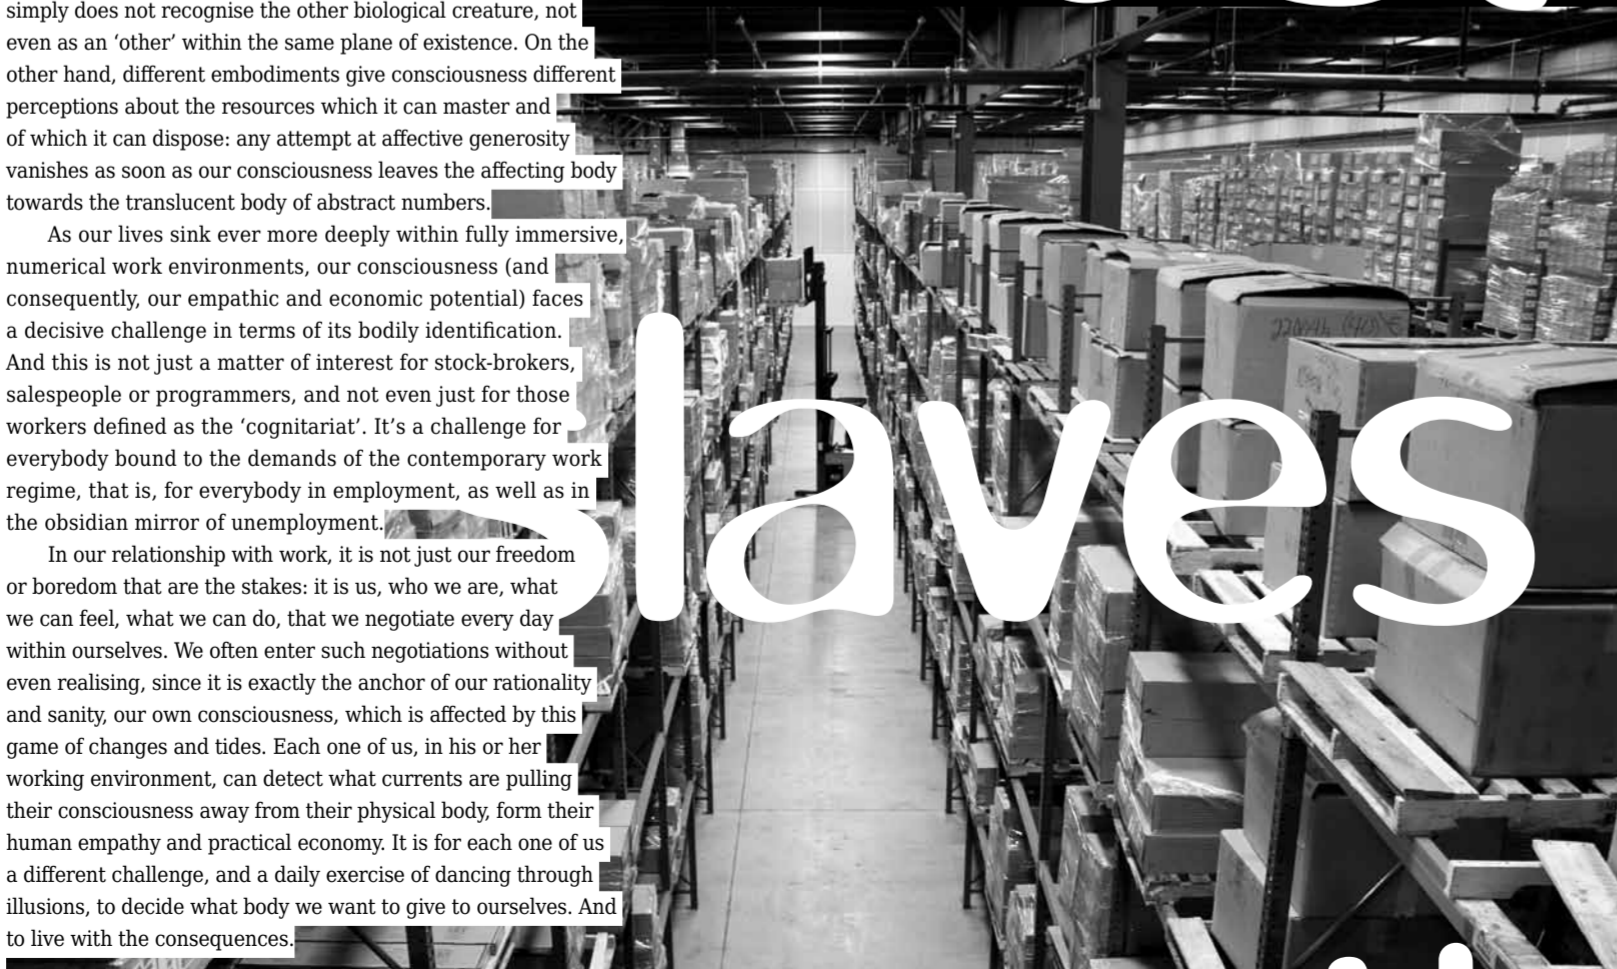 simply does not recognise the other biological creature, not
even as an ‘other’ within the same plane of existence. On the
other hand, different embodiments give consciousness different
perceptions about the resources which it can master and
of which it can dispose: any attempt at affective generosity
vanishes as soon as our consciousness leaves the affecting body
towards the translucent body of abstract numbers.
As our lives sink ever more deeply within fully immersive,
numerical work environments, our consciousness (and
consequently, our empathic and economic potential) faces
a decisive challenge in terms of its bodily identification.
And this is not just a matter of interest for stock-brokers,
salespeople or programmers, and not even just for those
workers defined as the ‘cognitariat’. It’s a challenge for
everybody bound to the demands of the contemporary work
regime, that is, for everybody in employment, as well as in
the obsidian mirror of unemployment.
In our relationship with work, it is not just our freedom
or boredom that are the stakes: it is us, who we are, what
we can feel, what we can do, that we negotiate every day
within ourselves. We often enter such negotiations without
even realising, since it is exactly the anchor of our rationality
and sanity, our own consciousness, which is affected by this
game of changes and tides. Each one of us, in his or her
working environment, can detect what currents are pulling
their consciousness away from their physical body, form their
human empathy and practical economy. It is for each one of us
a different challenge, and a daily exercise of dancing through
illusions, to decide what body we want to give to ourselves. And
to live with the consequences.
slaves